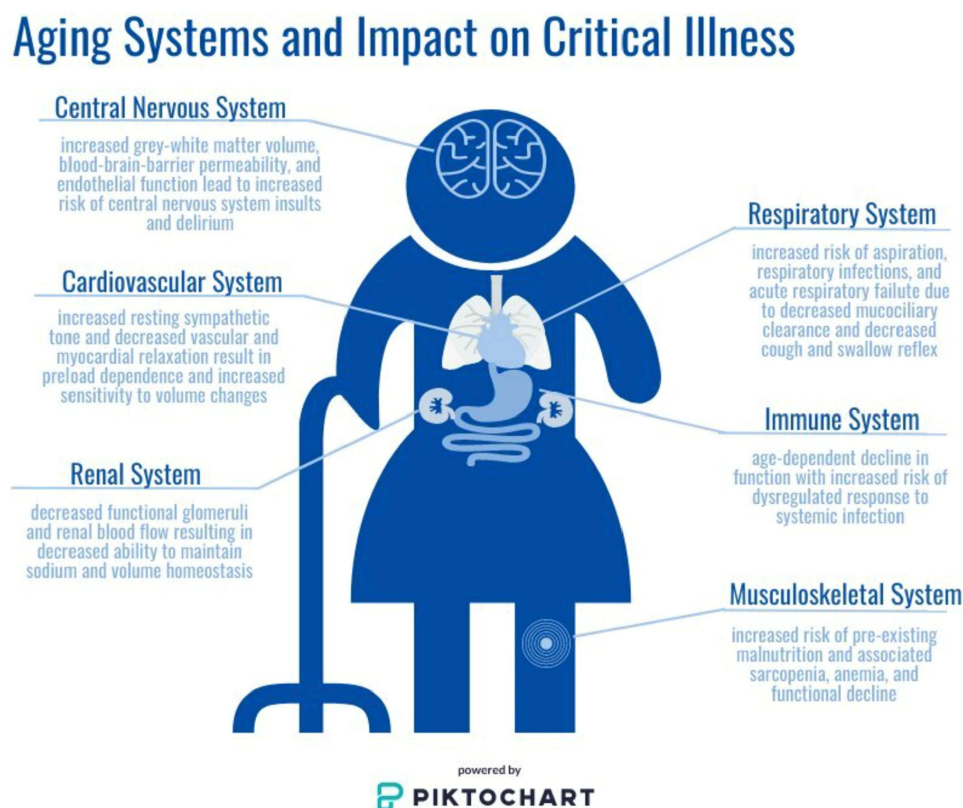 Aging Systems and Impact on Critical Illness
Central Nervous System
increased grey-white matter volume,
blood-brain-barrier permeability, and
endothelial function lead to increased
risk of central nervous system insults
and delirium
Cardiovascular System
increased resting sympathetic
tone and decreased vascular and
myocardial relaxation result in
preload dependence and increased
sensitivity to volume changes
Renal System
decreased functional glomeruli
and renal blood flow resulting in
decreased ability to maintain
sodium and volume homeostasis
Respiratory System
increased risk of aspiration,
respiratory infections, and
acute respiratory failute due
to decreased mucociliary
clearance and decreased
cough and swallow reflex
Immune System
age-dependent decline in
function with increased risk of
dysregulated response to
systemic infection
Musculoskeletal System
increased risk of pre-existing
malnutrition and associated
sarcopenia, anemia, and
functional decline
powered by
PIKTOCHART